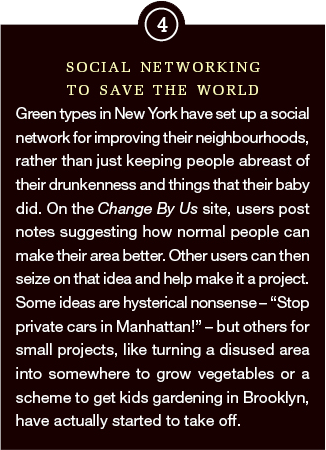 4
SOCIAL NETWORKING
TO SAVE THE WORLD
Green types in New York have set up a social
network for improving their neighbourhoods,
rather than just keeping people abreast of
their drunkenness and things that their baby
did. On the Change By Us site, users post
notes suggesting how normal people can
make their area better. Other users can then
seize on that idea and help make it a project.
Some ideas are hysterical nonsense – “Stop
private cars in Manhattan!” – but others for
small projects, like turning a disused area
into somewhere to grow vegetables or a
scheme to get kids gardening in Brooklyn,
have actually started to take off.